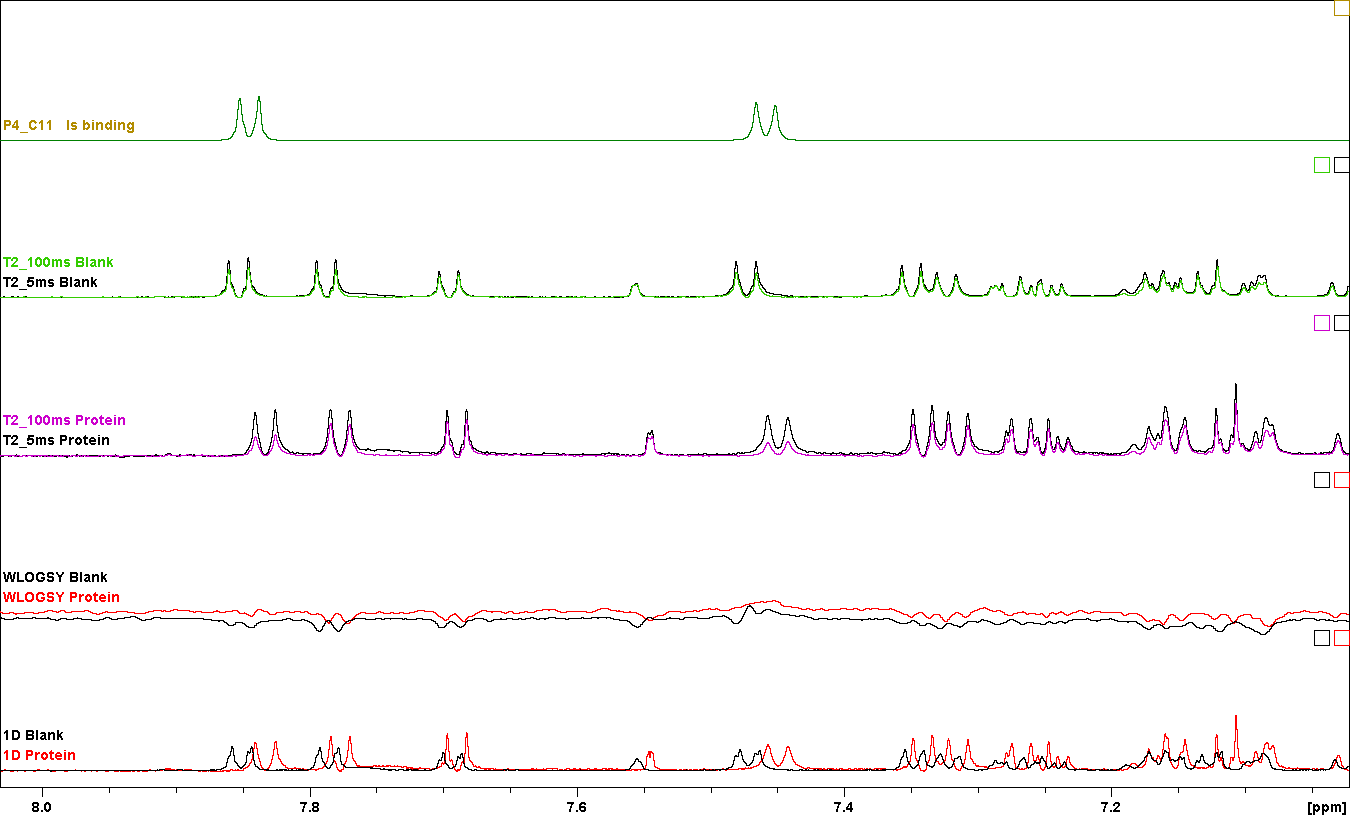 P4_C11 Is binding
T2_100ms Blank
T2_5ms Blank
T2_100ms Protein
T2_5ms Protein
WLOGSY Blank
WLOGSY Protein
1D Blank
1D Protein
8.0 7.8 7.6 7.4 7.2 [ppm]